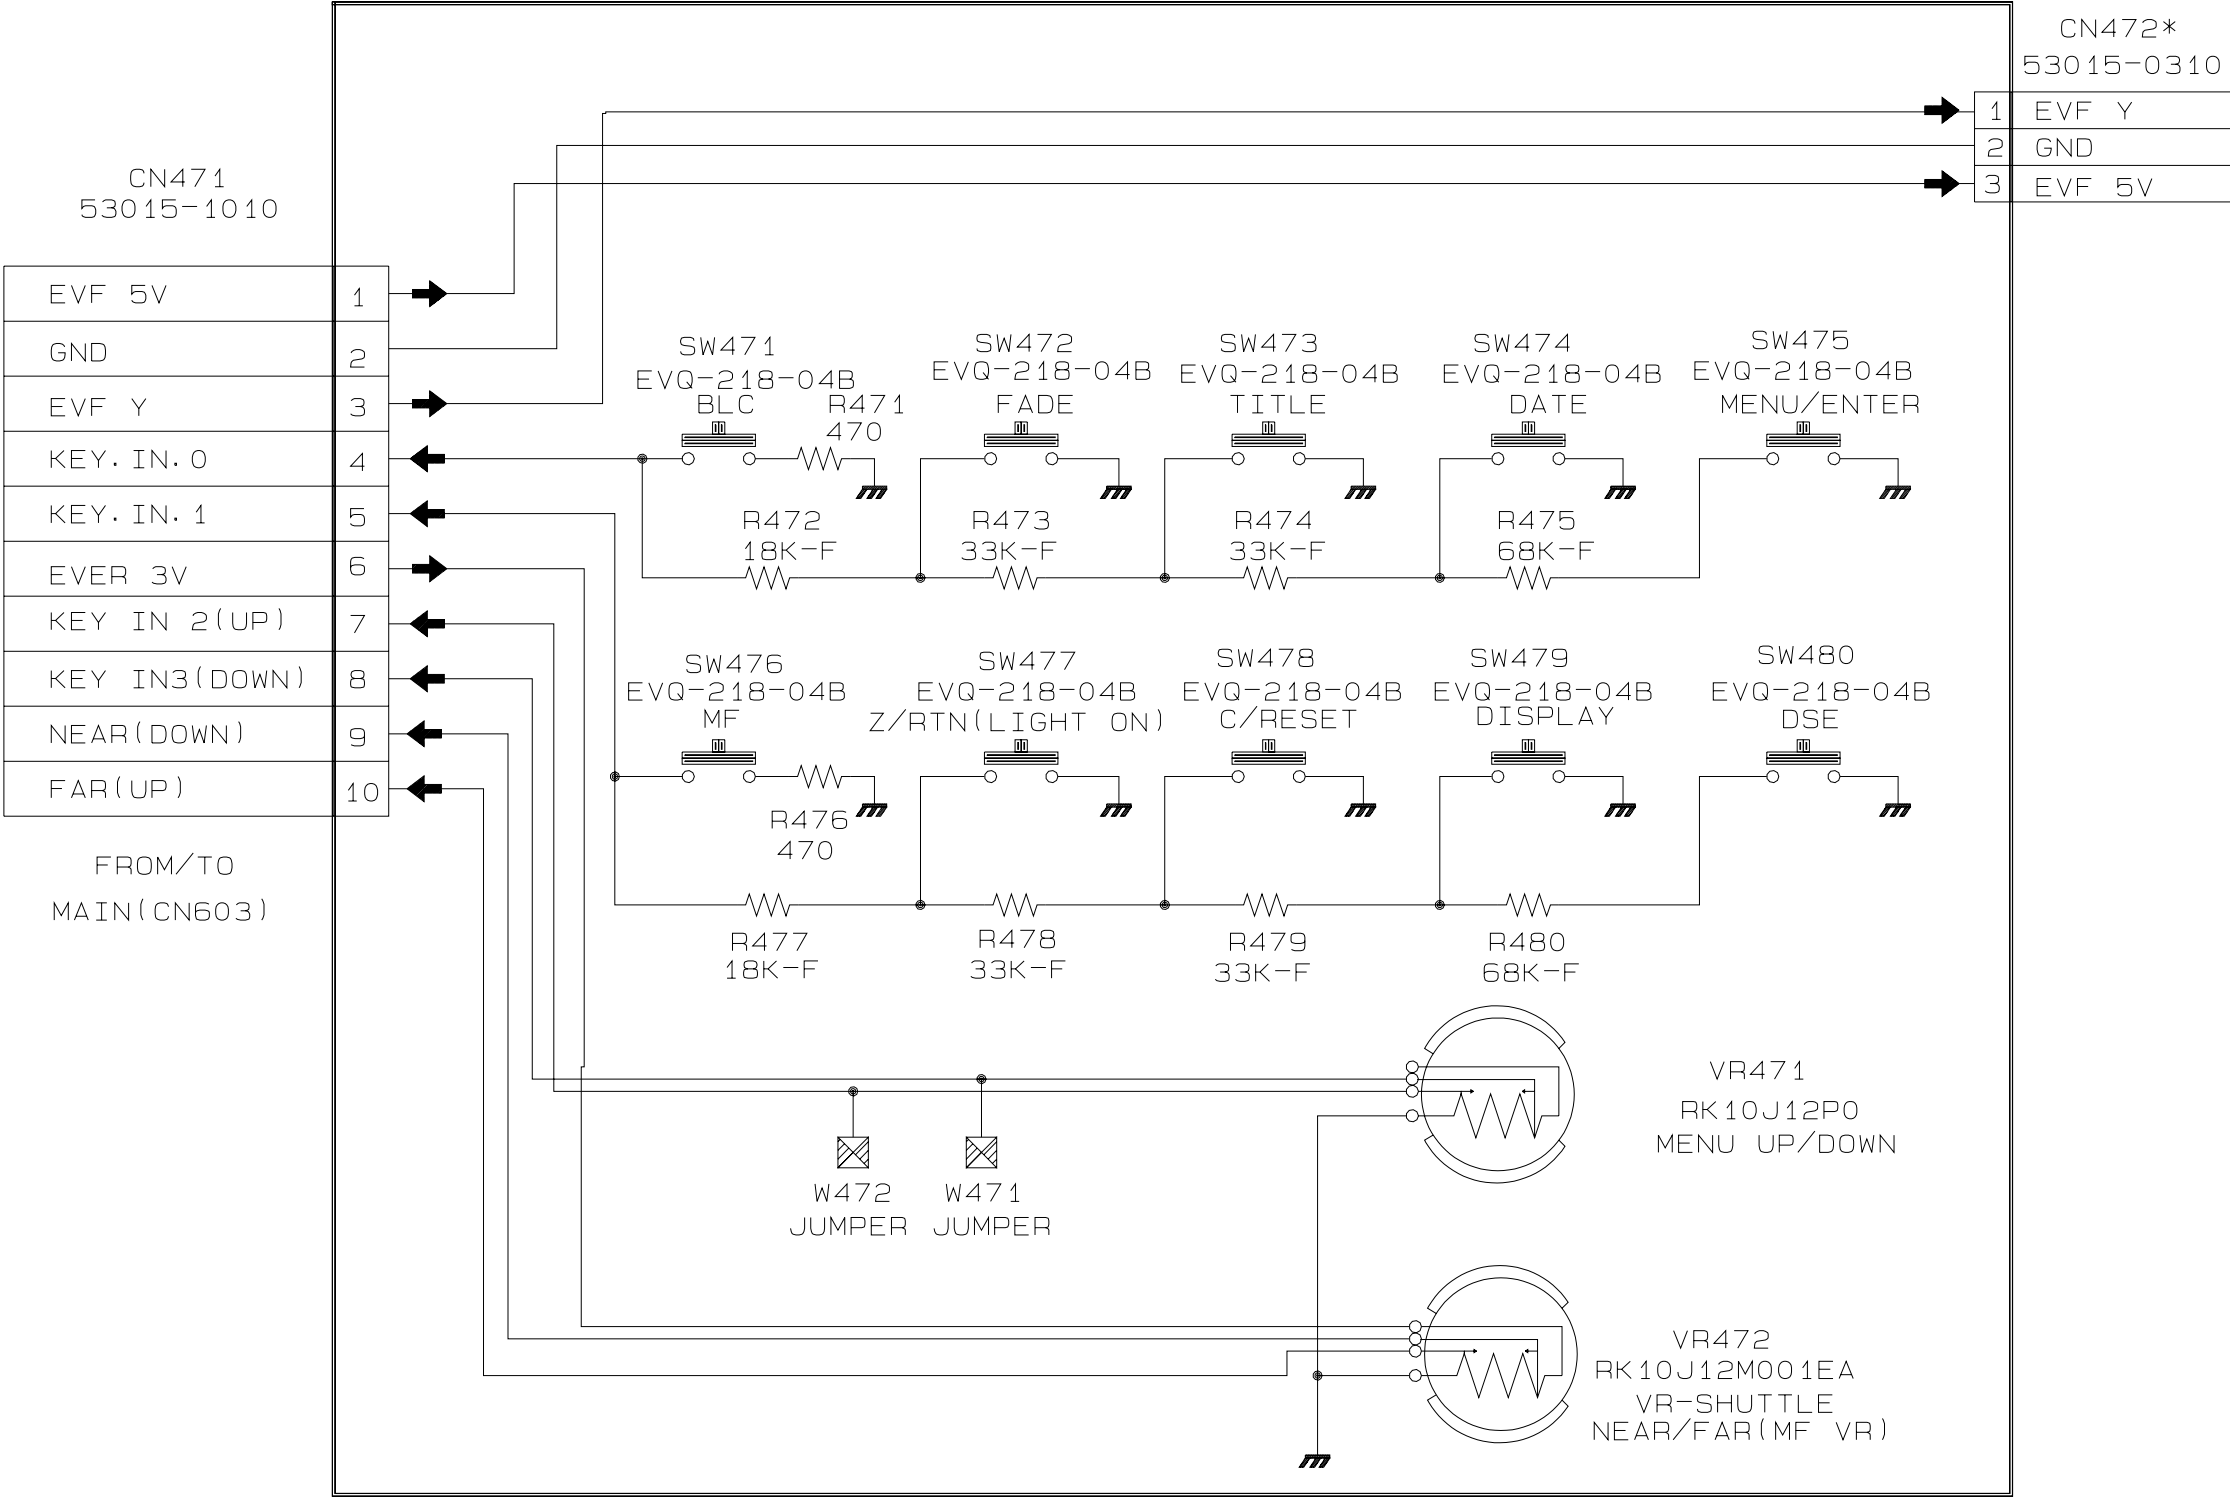 CN472*
53015-0310
1 EVF Y
2 GND
3 EVF 5V
CN471
53015-1010
EVF 5V 1
GND 2
EVF Y 3
KEY.IN.0 4
KEY.IN.1 5
EVER 3V 6
KEY IN 2(UP) 7
KEY IN3(DOWN) 8
NEAR(DOWN) 9
FAR(UP) 10
FROM/TO
MAIN(CN603)
SW471
EVQ-218-04B
BLC
R471
470
SW472
EVQ-218-04B
FADE
SW473
EVQ-218-04B
TITLE
SW474
EVQ-218-04B
DATE
SW475
EVQ-218-04B
MENU/ENTER
R472
18K-F
R473
33K-F
R474
33K-F
R475
68K-F
SW476
EVQ-218-04B
MF
R476
470
SW477
EVQ-218-04B
Z/RTN(LIGHT ON)
SW478
EVQ-218-04B
C/RESET
SW479
EVQ-218-04B
DISPLAY
SW480
EVQ-218-04B
DSE
R477
18K-F
R478
33K-F
R479
33K-F
R480
68K-F
VR471
RK10J12P0
MENU UP/DOWN
W472
JUMPER
W471
JUMPER
VR472
RK10J12M001EA
VR-SHUTTLE
NEAR/FAR(MF VR)